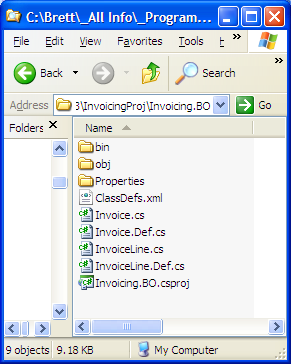 C:\Brett\_All Info\_Program...
File Edit View Favorites Tools H
Back Search
Address 3\InvoicingProj\Invoicing.BO Go
Folders Name
bin
obj
Properties
ClassDefs.xml
Invoice.cs
Invoice.Def.cs
InvoiceLine.cs
InvoiceLine.Def.cs
Invoicing.BO.csproj
9 objects 9.18 KB My Computer